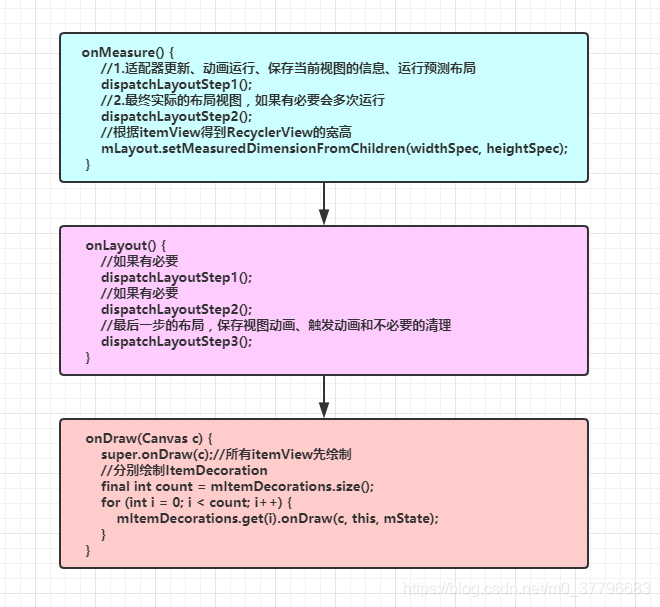 onMeasure() {
//1.适配器更新、动画运行、保存当前视图的信息、运行预测布局
dispatchLayoutStep1();
//2.最终实际的布局视图，如果有必要会多次运行
dispatchLayoutStep2();
//根据itemView得到RecyclerView的宽高
mLayout.setMeasuredDimensionFromChildren(widthSpec, heightSpec);
}
onLayout() {
//如果有必要
dispatchLayoutStep1();
//如果有必要
dispatchLayoutStep2();
//最后一步的布局，保存视图动画、触发动画和不必要的清理
dispatchLayoutStep3();
}
onDraw(Canvas c) {
super.onDraw(c);//所有itemView先绘制
//分别绘制ItemDecoration
final int count = mItemDecorations.size();
for (int i = 0; i < count; i++) {
mItemDecorations.get(i).onDraw(c, this, mState);
}
}
https://blog.csdn.net/m0_37796683